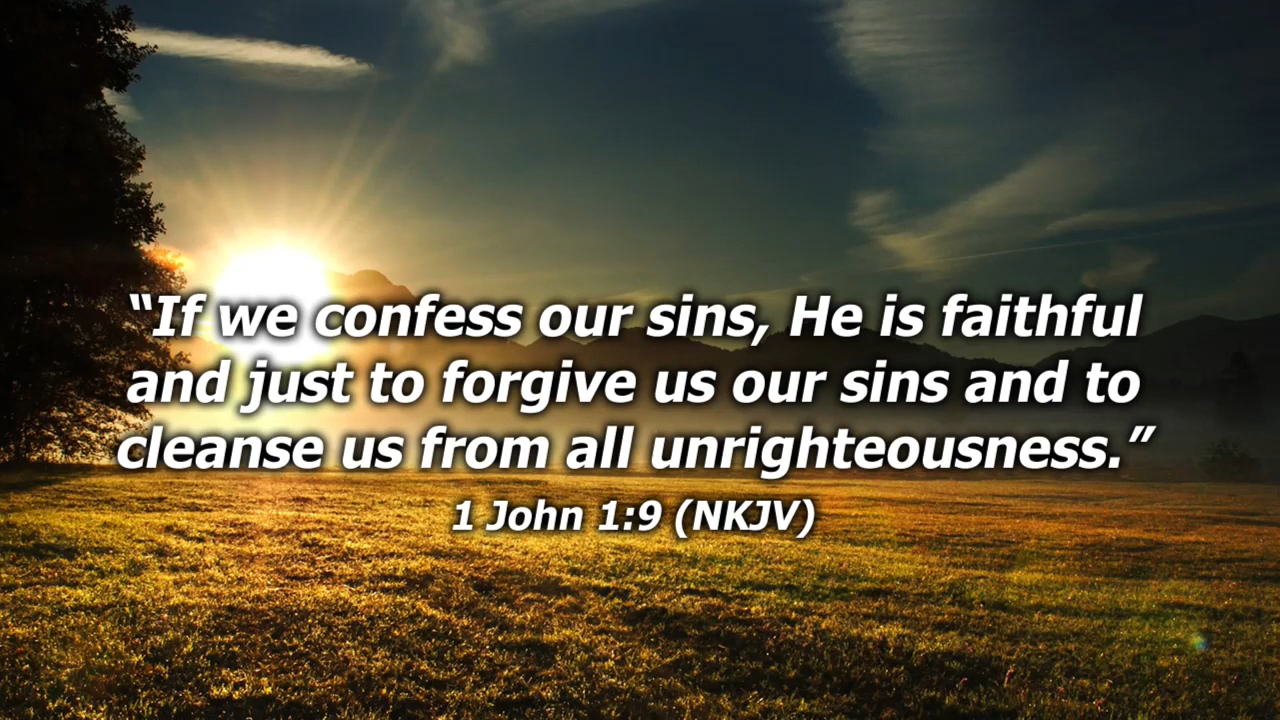 “If we confess our sins, He is faithful
and just to forgive us our sins and to
cleanse us from all unrighteousness.”
1 John 1:9 (NKJV)